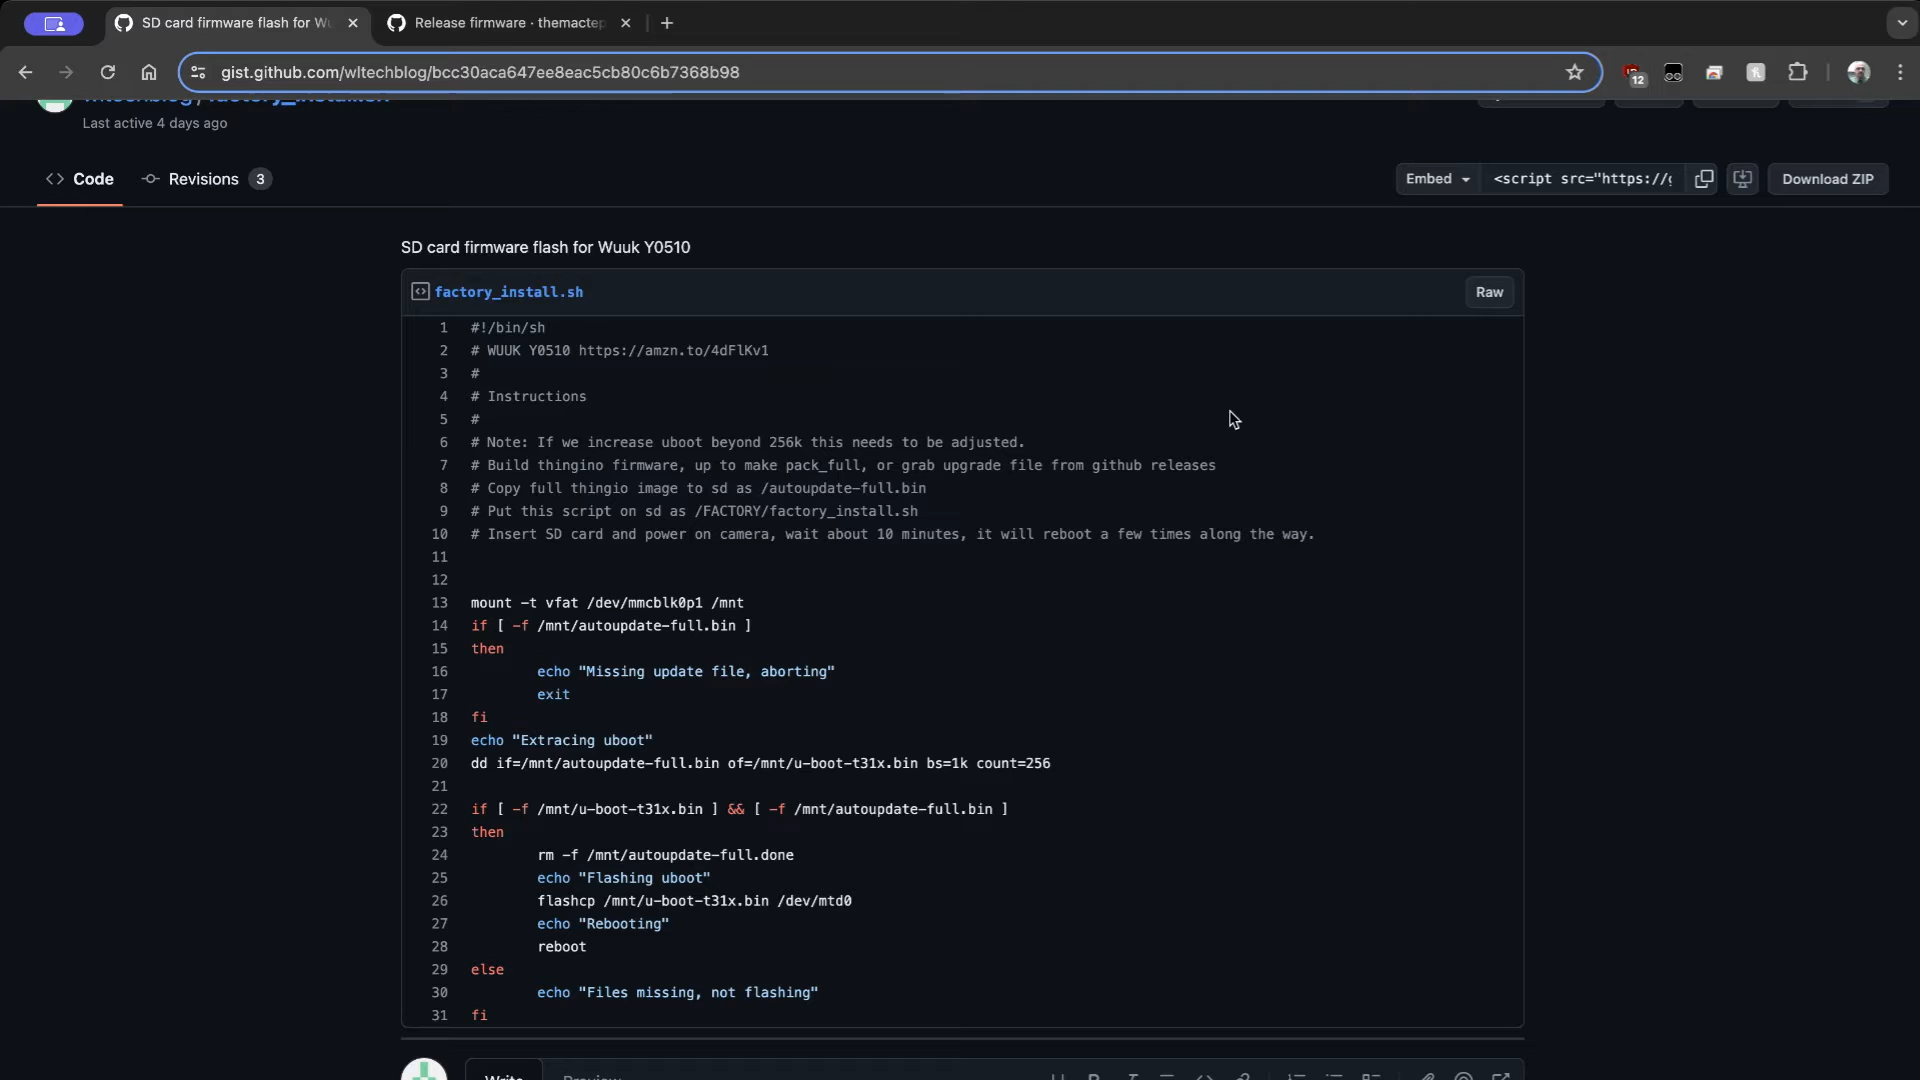 SD card firmware flash for Wu
Release firmware · themactep
gist.github.com/wltechblog/bcc30aca647ee8eac5cb80c6b7368b98
12
wltechblog / factory_install.sh
Last active 4 days ago
Code
Revisions 3
Embed
<script src="https://g
Download ZIP
SD card firmware flash for Wuuk Y0510
factory_install.sh
Raw
1 #!/bin/sh
2 # WUUK Y0510 https://amzn.to/4dFlKv1
3 #
4 # Instructions
5 #
6 # Note: If we increase uboot beyond 256k this needs to be adjusted.
7 # Build thingino firmware, up to make pack_full, or grab upgrade file from github releases
8 # Copy full thingio image to sd as /autoupdate-full.bin
9 # Put this script on sd as /FACTORY/factory_install.sh
10 # Insert SD card and power on camera, wait about 10 minutes, it will reboot a few times along the way.
11
12
13 mount -t vfat /dev/mmcblk0p1 /mnt
14 if [ -f /mnt/autoupdate-full.bin ]
15 then
16 echo "Missing update file, aborting"
17 exit
18 fi
19 echo "Extracing uboot"
20 dd if=/mnt/autoupdate-full.bin of=/mnt/u-boot-t31x.bin bs=1k count=256
21
22 if [ -f /mnt/u-boot-t31x.bin ] && [ -f /mnt/autoupdate-full.bin ]
23 then
24 rm -f /mnt/autoupdate-full.done
25 echo "Flashing uboot"
26 flashcp /mnt/u-boot-t31x.bin /dev/mtd0
27 echo "Rebooting"
28 reboot
29 else
30 echo "Files missing, not flashing"
31 fi
Write
Preview